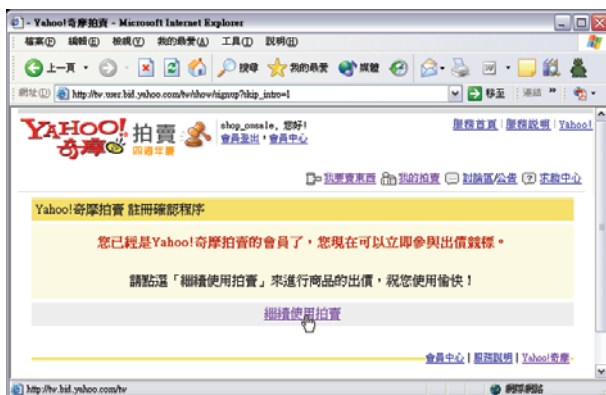 - Yahoo!奇摩拍賣 - Microsoft Internet Explorer
檔案(F) 編輯(E) 檢視(V) 我的最愛(A) 工具(T) 說明(H)
上一頁 搜尋 我的最愛 媒體
網址(D) http://tw.user.bid.yahoo.com/tw/show/signup?skip_intro=1 移至 連結 »
YAHOO!奇摩 拍賣 四週年慶 shop_onsale, 您好! 服務首頁 | 服務說明 | Yahoo!
會員登出,會員中心
我要賣東西 我的拍賣 討論區/公告 求救中心
Yahoo!奇摩拍賣 註冊確認程序
您已經是Yahoo!奇摩拍賣的會員了,您現在可以立即參與出價競標。
請點選「繼續使用拍賣」來進行商品的出價,祝您使用愉快!
繼續使用拍賣
會員中心 | 服務說明 | Yahoo!奇摩
http://tw.bid.yahoo.com/tw 網際網路